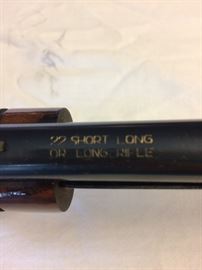 .22 SHORT LONG
OR LONG RIFLE